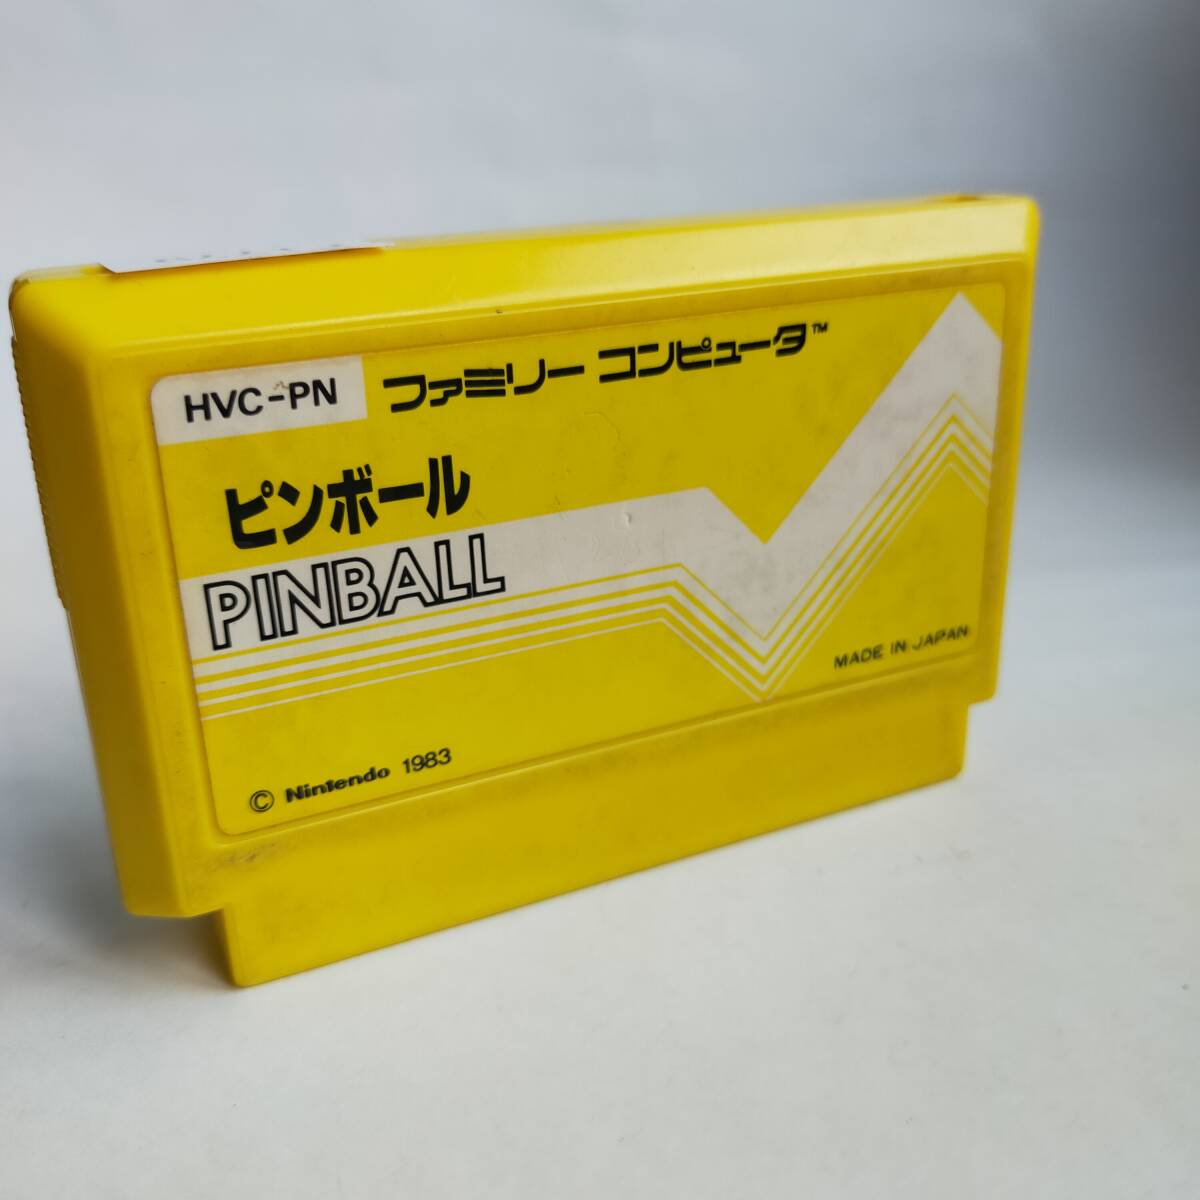 HVC-PN
ファミリー コンピュータ™
ピンボール
PINBALL
MADE IN JAPAN
© Nintendo 1983